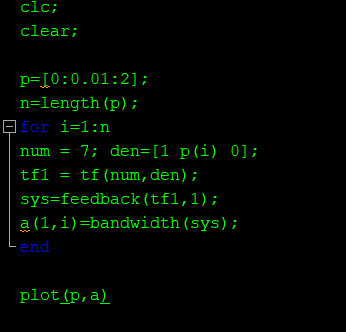 clc;
clear;
p=[0:0.01:2];
n=length(p);
for i=1:n
num = 7; den=[1 p(i) 0];
tf1 = tf(num,den);
sys=feedback(tf1,1);
a(1,i)=bandwidth(sys);
end
plot(p,a)